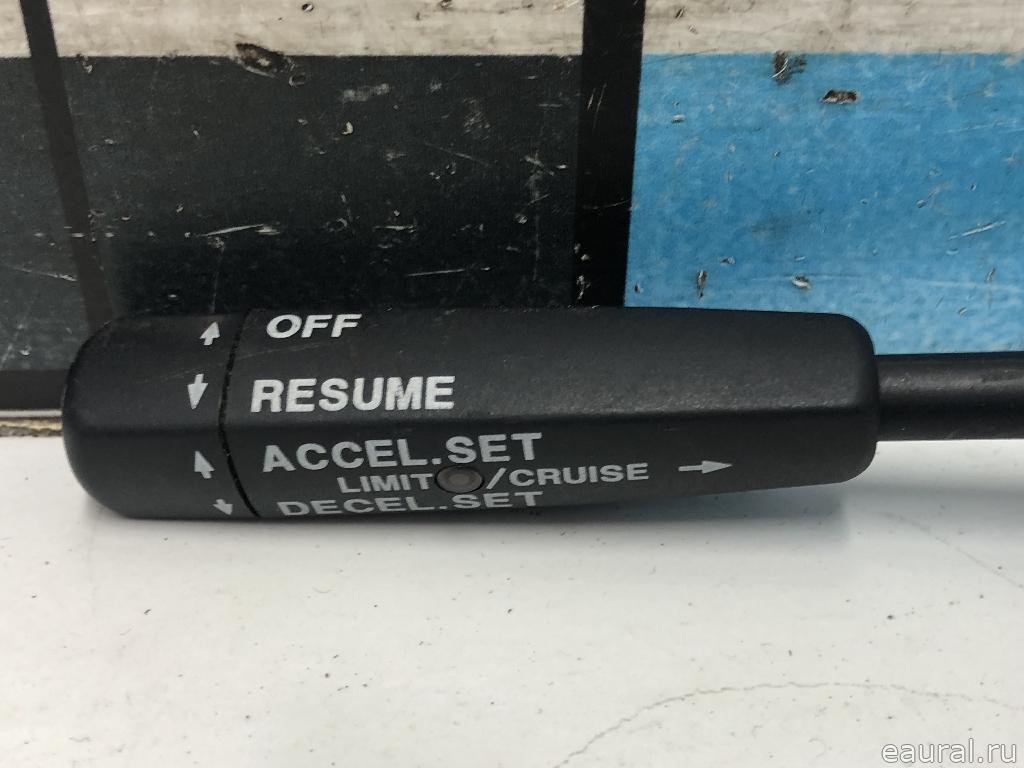 OFF
RESUME
ACCEL.SET
LIMIT /CRUISE
DECEL.SET
eaural.ru